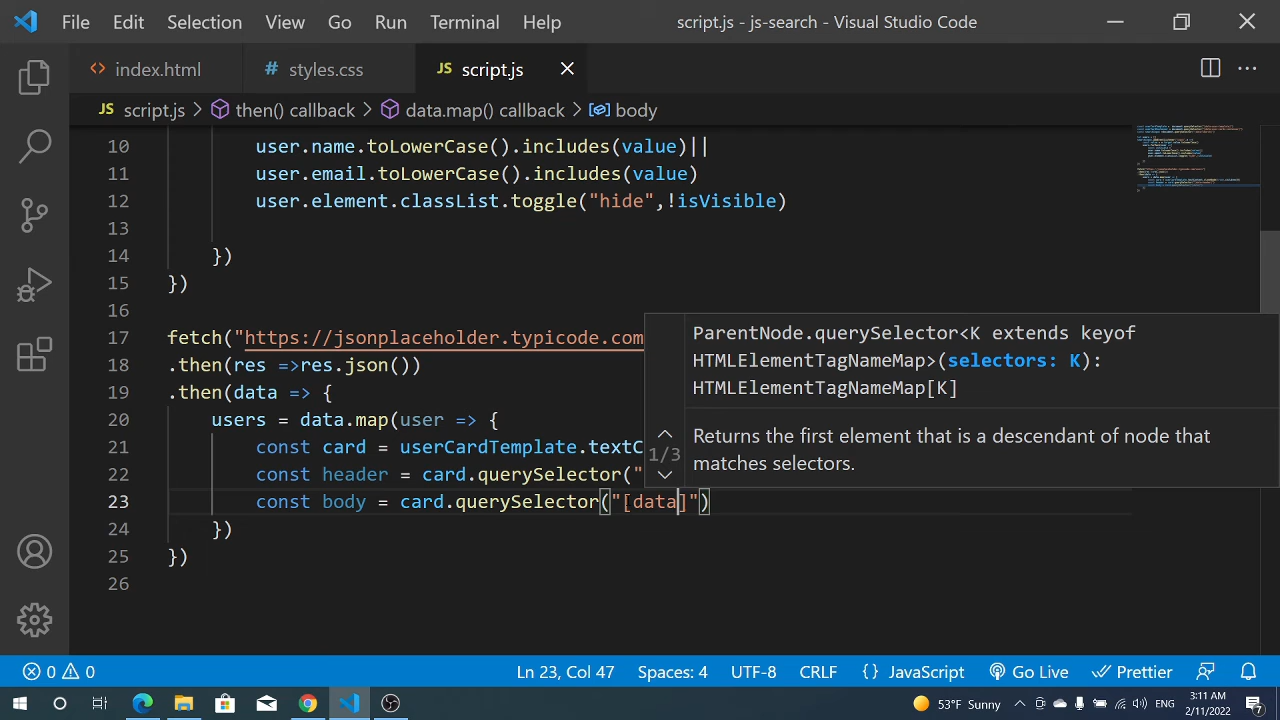 File Edit Selection View Go Run Terminal Help script.js - js-search - Visual Studio Code
<> index.html # styles.css JS script.js
JS script.js > then() callback > data.map() callback > body
10 user.name.toLowerCase().includes(value)||
11 user.email.toLowerCase().includes(value)
12 user.element.classList.toggle("hide",!isVisible)
13
14 })
15 })
16
17 fetch("https://jsonplaceholder.typicode.com
18 .then(res =>res.json())
19 .then(data => {
20 users = data.map(user => {
21 const card = userCardTemplate.textC
22 const header = card.querySelector("
23 const body = card.querySelector("[data]")
24 })
25 })
26
ParentNode.querySelector<K extends keyof
HTMLElementTagNameMap>(selectors: K):
HTMLElementTagNameMap[K]
1/3
Returns the first element that is a descendant of node that
matches selectors.
0 0 Ln 23, Col 47 Spaces: 4 UTF-8 CRLF {} JavaScript Go Live Prettier
53°F Sunny ENG 3:11 AM
2/11/2022 7